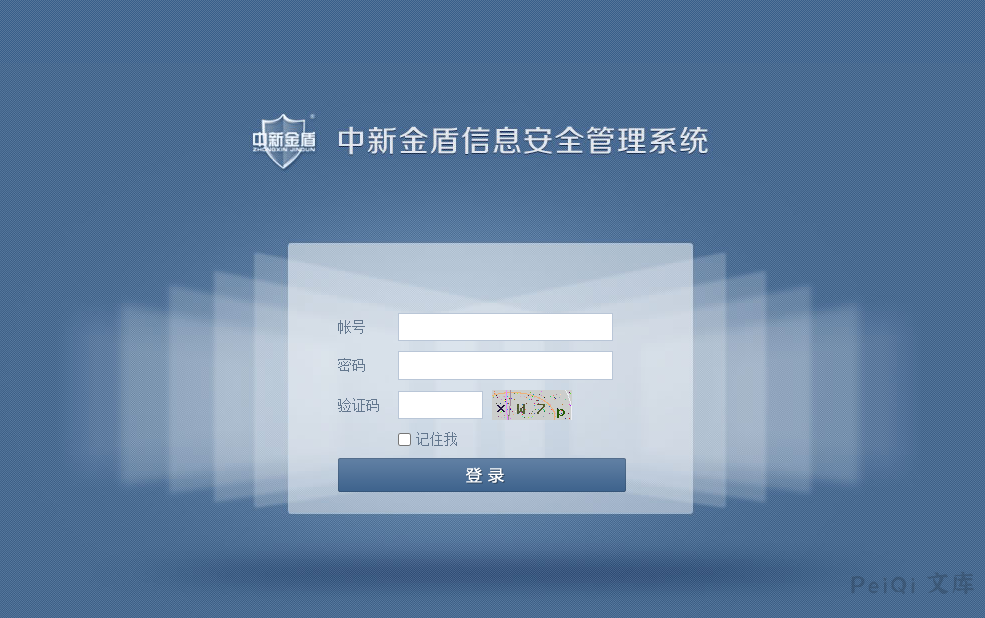 中新金盾
ZHONGXIN JINDUN
®
中新金盾信息安全管理系统
帐号
密码
验证码
xW7p
记住我
登录
PeiQi 文库